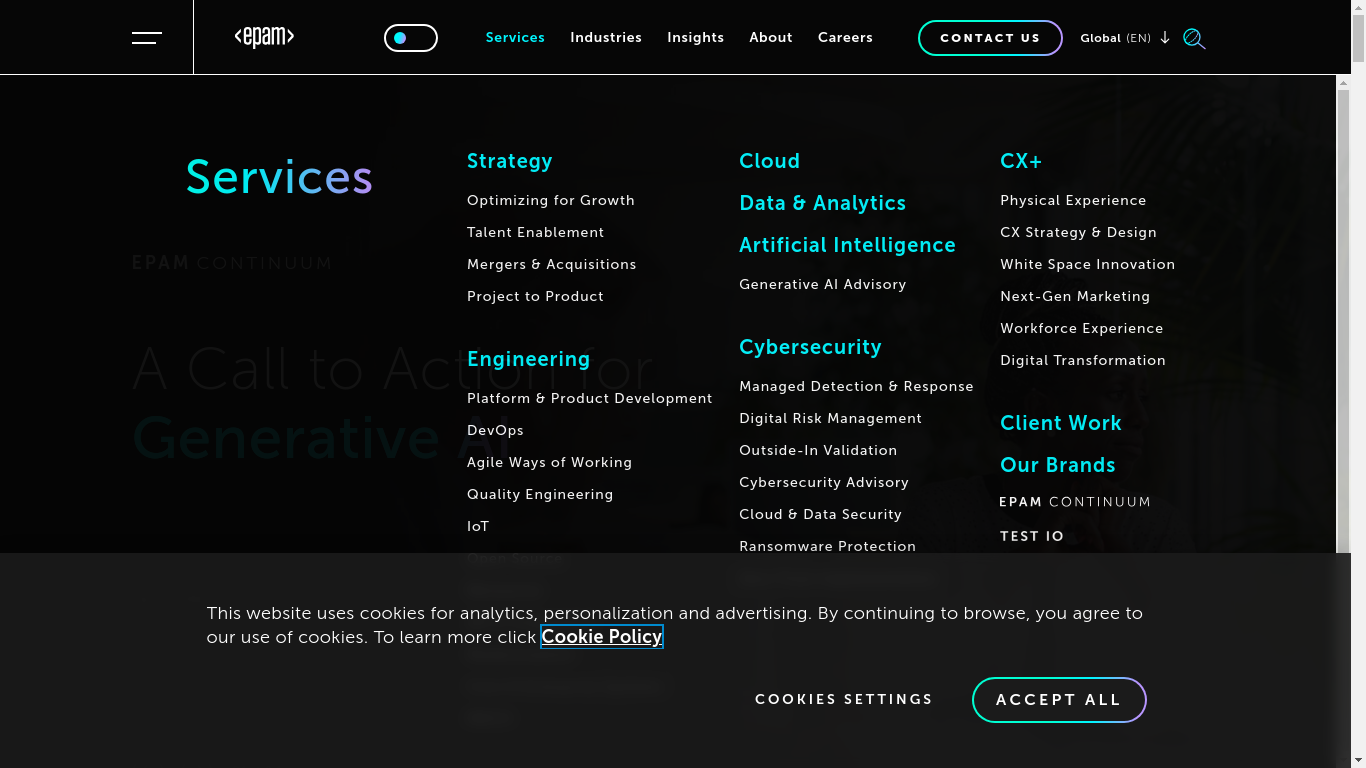 <epam>
Services
Industries
Insights
About
Careers
CONTACT US
Global (EN)
Services
EPAM CONTINUUM
A Call to Action for
Generative AI
Strategy
Optimizing for Growth
Talent Enablement
Mergers & Acquisitions
Project to Product
Engineering
Platform & Product Development
DevOps
Agile Ways of Working
Quality Engineering
IoT
Open Source
Cloud
Data & Analytics
Artificial Intelligence
Generative AI Advisory
Cybersecurity
Managed Detection & Response
Digital Risk Management
Outside-In Validation
Cybersecurity Advisory
Cloud & Data Security
Ransomware Protection
CX+
Physical Experience
CX Strategy & Design
White Space Innovation
Next-Gen Marketing
Workforce Experience
Digital Transformation
Client Work
Our Brands
EPAM CONTINUUM
TEST IO
This website uses cookies for analytics, personalization and advertising. By continuing to browse, you agree to
our use of cookies. To learn more click Cookie Policy
COOKIES SETTINGS
ACCEPT ALL